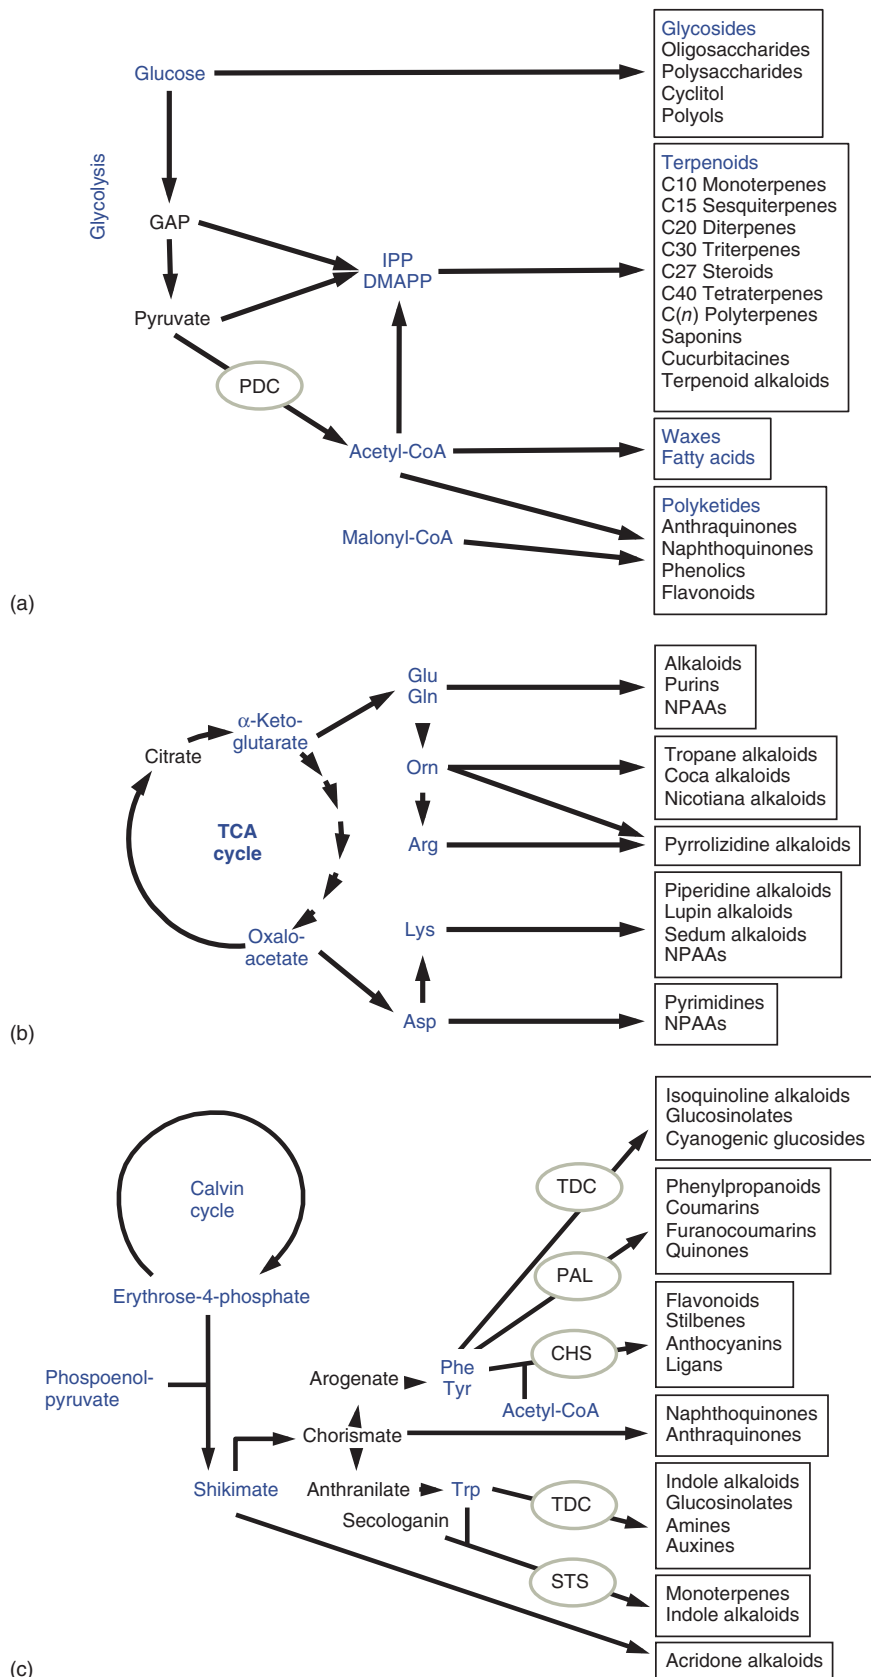 Glucose
Glycolysis
GAP
Pyruvate
PDC
IPP
DMAPP
Acetyl-CoA
Malonyl-CoA
Glycosides
Oligosaccharides
Polysaccharides
Cyclitol
Polyols
Terpenoids
C10 Monoterpenes
C15 Sesquiterpenes
C20 Diterpenes
C30 Triterpenes
C27 Steroids
C40 Tetraterpenes
C(n) Polyterpenes
Saponins
Cucurbitacines
Terpenoid alkaloids
Waxes
Fatty acids
Polyketides
Anthraquinones
Naphthoquinones
Phenolics
Flavonoids
(a)
Citrate
α-Keto-
glutarate
TCA
cycle
Oxalo-
acetate
Glu
Gln
Orn
Arg
Lys
Asp
Alkaloids
Purins
NPAAs
Tropane alkaloids
Coca alkaloids
Nicotiana alkaloids
Pyrrolizidine alkaloids
Piperidine alkaloids
Lupin alkaloids
Sedum alkaloids
NPAAs
Pyrimidines
NPAAs
(b)
Calvin
cycle
Erythrose-4-phosphate
Phospoenol-
pyruvate
Shikimate
Arogenate
Chorismate
Anthranilate
Secologanin
Phe
Tyr
Acetyl-CoA
Trp
TDC
PAL
CHS
TDC
STS
Isoquinoline alkaloids
Glucosinolates
Cyanogenic glucosides
Phenylpropanoids
Coumarins
Furanocoumarins
Quinones
Flavonoids
Stilbenes
Anthocyanins
Ligans
Naphthoquinones
Anthraquinones
Indole alkaloids
Glucosinolates
Amines
Auxines
Monoterpenes
Indole alkaloids
Acridone alkaloids
(c)